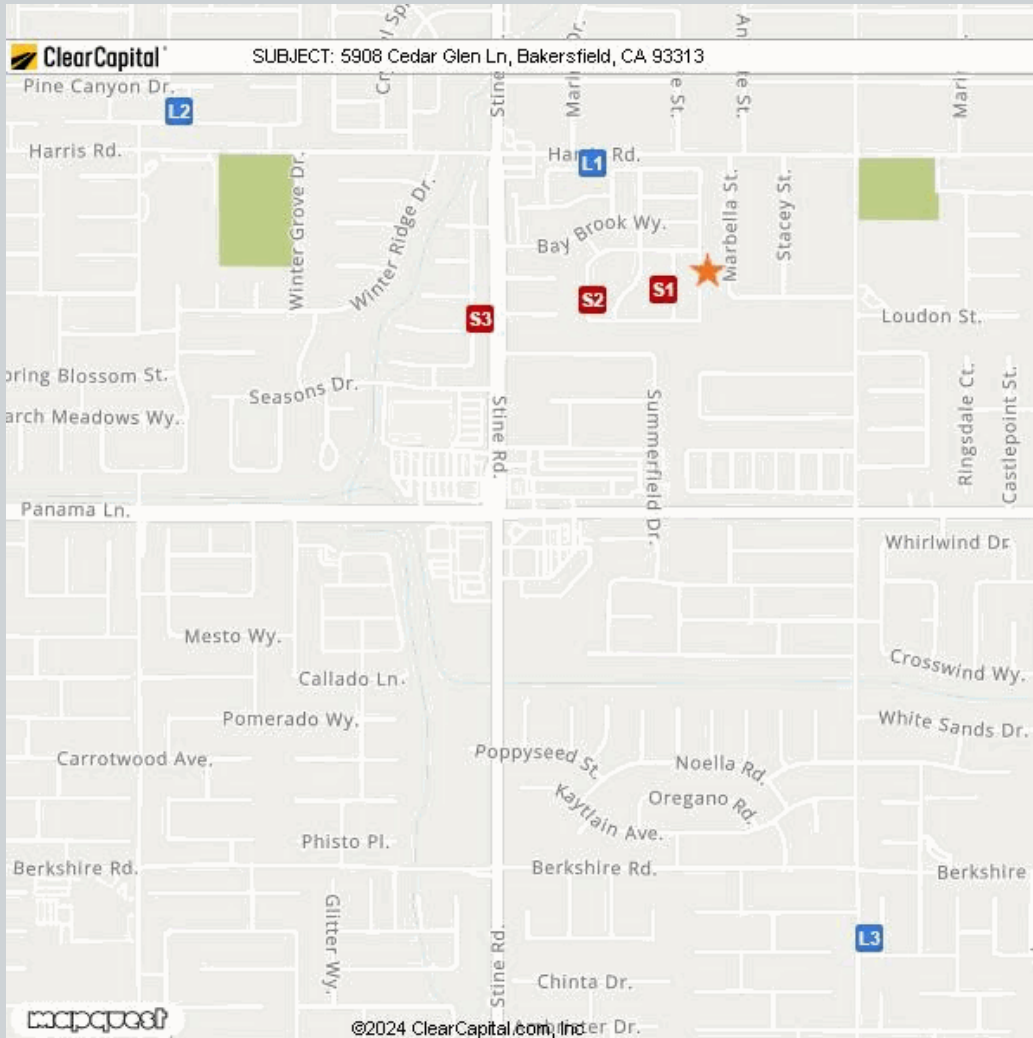 ClearCapital SUBJECT: 5908 Cedar Glen Ln, Bakersfield, CA 93313
Stine
Pine Canyon Dr.
L2
Harris Rd.
L1
Winter Grove Dr.
Winter Ridge Dr.
Bay Brook Wy.
Marbella St.
Stacey St.
S1
S2
S3
Loudon St.
Seasons Dr.
Stine Rd.
Summerfield Dr.
Ringsdale Ct.
Castlepoint St.
Panama Ln.
Whirlwind Dr
Mesto Wy.
Callado Ln.
Crosswind Wy.
Pomerado Wy.
White Sands Dr.
Carrotwood Ave.
Poppyseed St.
Noella Rd.
Kaytlain Ave.
Oregano Rd.
Phisto Pl.
Berkshire Rd.
Berkshire Rd.
Berkshire
Glitter Wy.
Stine Rd.
L3
Chinta Dr.
mapquest
©2024 ClearCapital.com, Inc